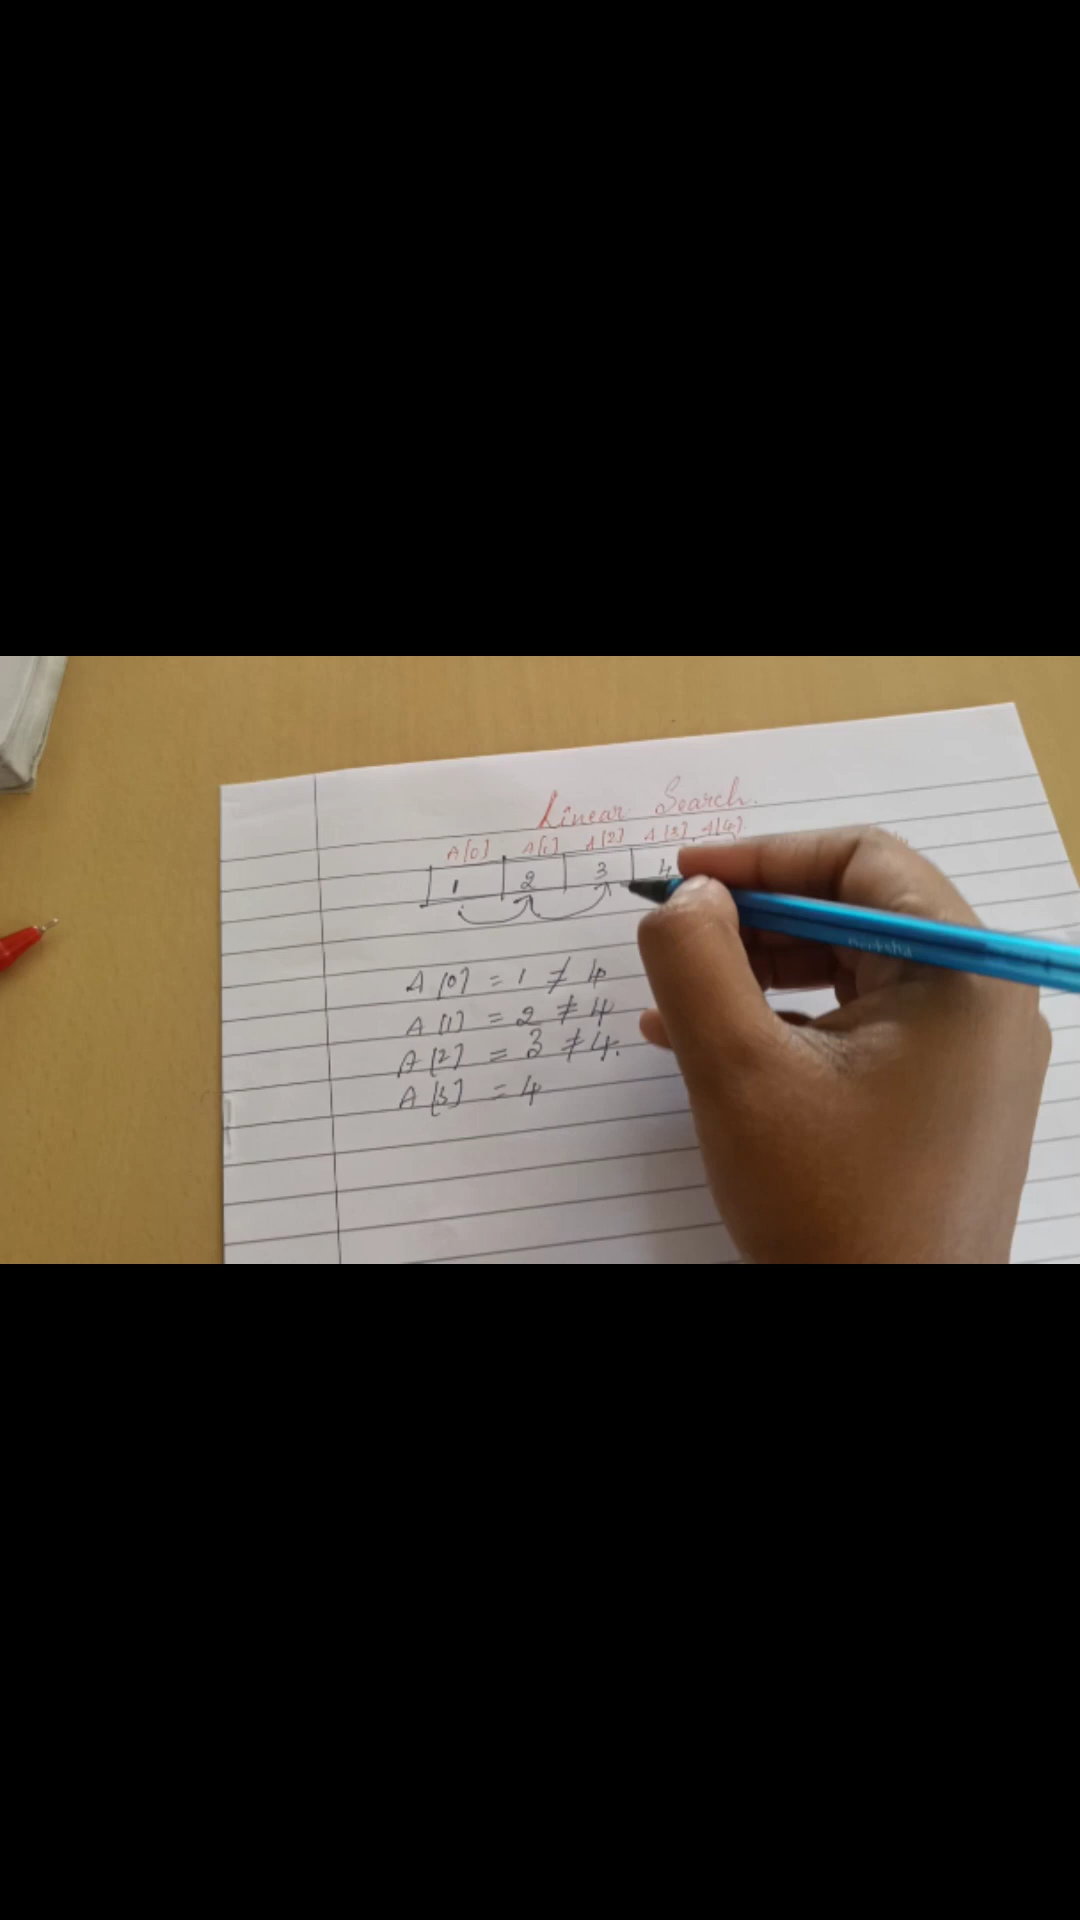 Linear Search.
A[0] A[1] A[2] A[3] A[4].
1 2 3 4
A[0] = 1 ≠ 4
A[1] = 2 ≠ 4
A[2] = 3 ≠ 4.
A[3] = 4
Deeksha